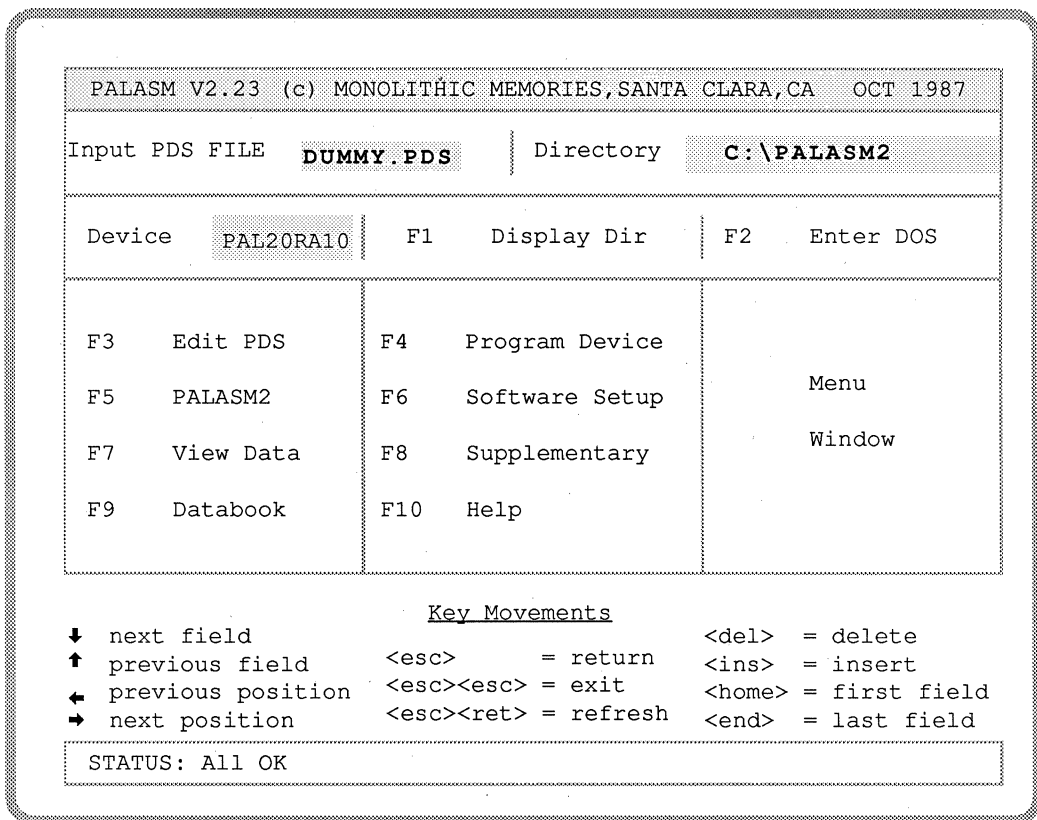 PALASM V2.23 (c) MONOLITHIC MEMORIES,SANTA CLARA,CA OCT 1987
Input PDS FILE DUMMY.PDS Directory C:\PALASM2
Device PAL20RA10 F1 Display Dir F2 Enter DOS
F3 Edit PDS F4 Program Device
F5 PALASM2 F6 Software Setup
F7 View Data F8 Supplementary
F9 Databook F10 Help
Menu
Window
Key Movements
↓ next field
↑ previous field
← previous position
→ next position
<esc> = return
<esc><esc> = exit
<esc><ret> = refresh
<del> = delete
<ins> = insert
<home> = first field
<end> = last field
STATUS: All OK